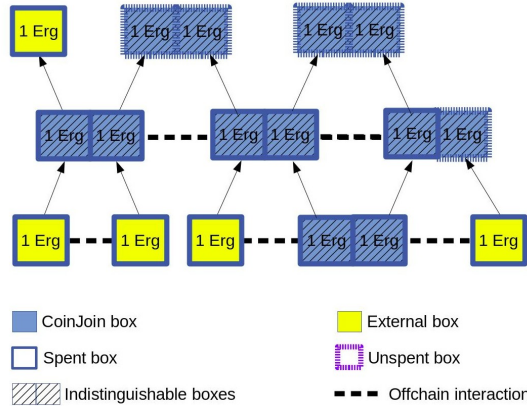 1 Erg 1 Erg 1 Erg 1 Erg 1 Erg
1 Erg 1 Erg 1 Erg 1 Erg 1 Erg 1 Erg
1 Erg 1 Erg 1 Erg 1 Erg 1 Erg 1 Erg
CoinJoin box External box
Spent box Unspent box
Indistinguishable boxes Offchain interaction